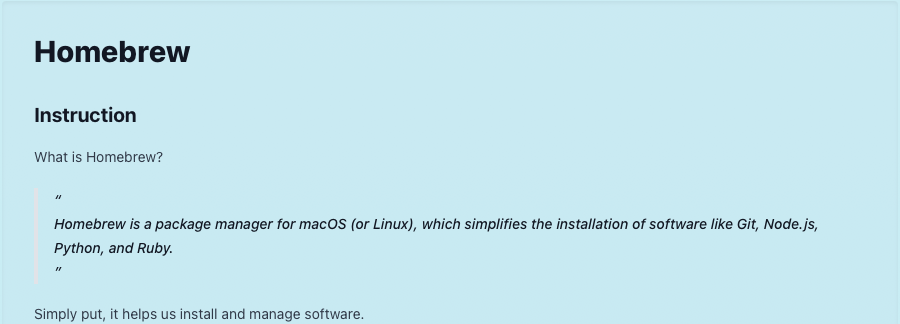 Homebrew
Instruction
What is Homebrew?
“
Homebrew is a package manager for macOS (or Linux), which simplifies the installation of software like Git, Node.js,
Python, and Ruby.
”
Simply put, it helps us install and manage software.